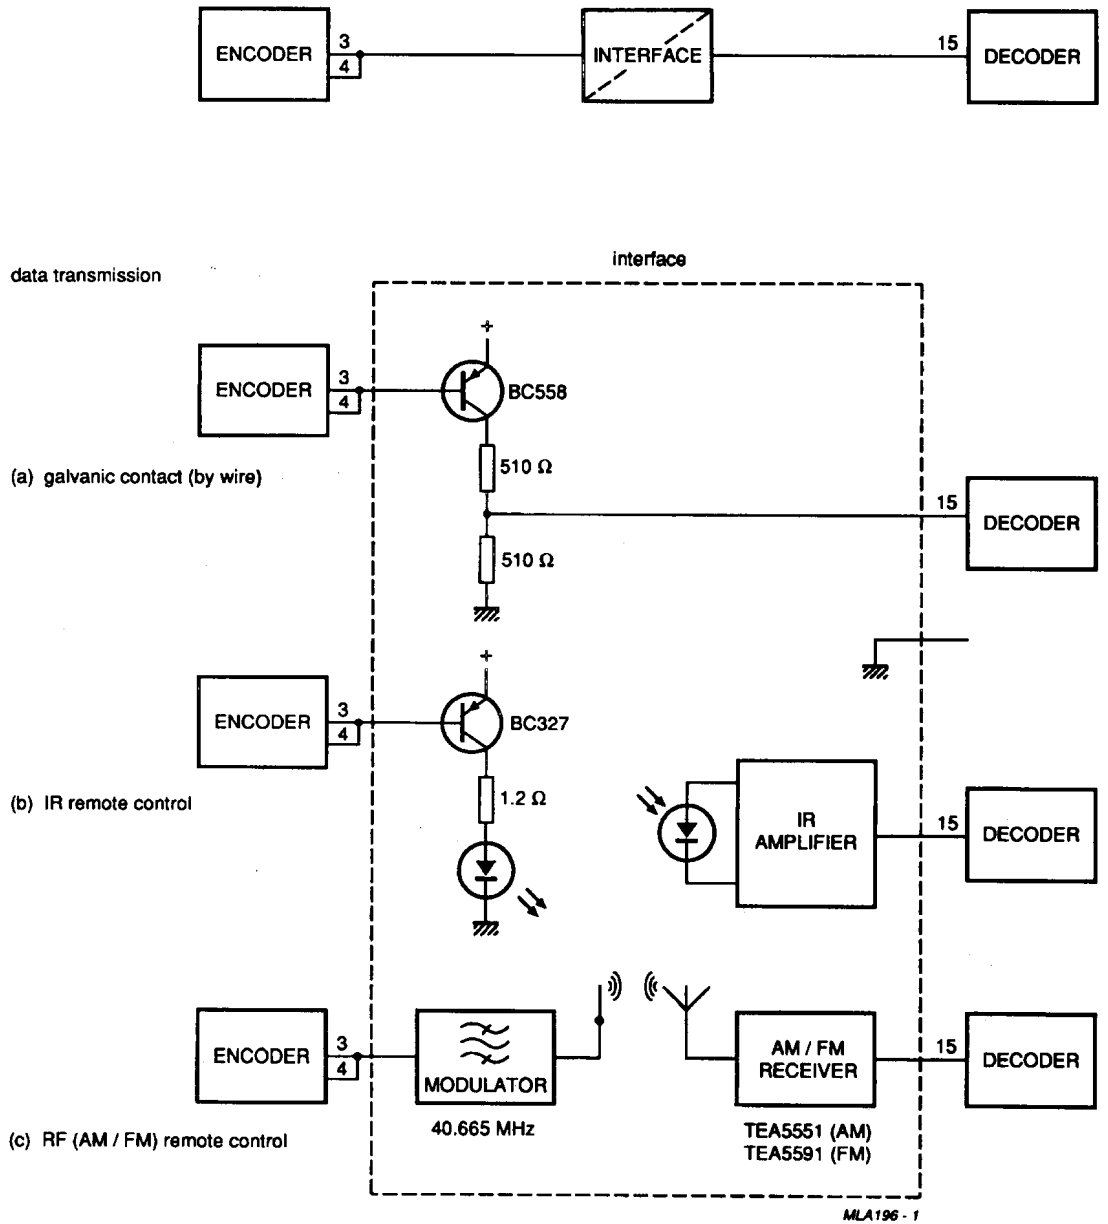 ENCODER
3
4
INTERFACE
15
DECODER
data transmission
interface
+
ENCODER
3
4
BC558
510 Ω
(a) galvanic contact (by wire)
15
DECODER
510 Ω
+
ENCODER
3
4
BC327
(b) IR remote control
1.2 Ω
IR
AMPLIFIER
15
DECODER
ENCODER
3
4
MODULATOR
40.665 MHz
AM / FM
RECEIVER
TEA5551 (AM)
TEA5591 (FM)
15
DECODER
(c) RF (AM / FM) remote control
MLA196 - 1